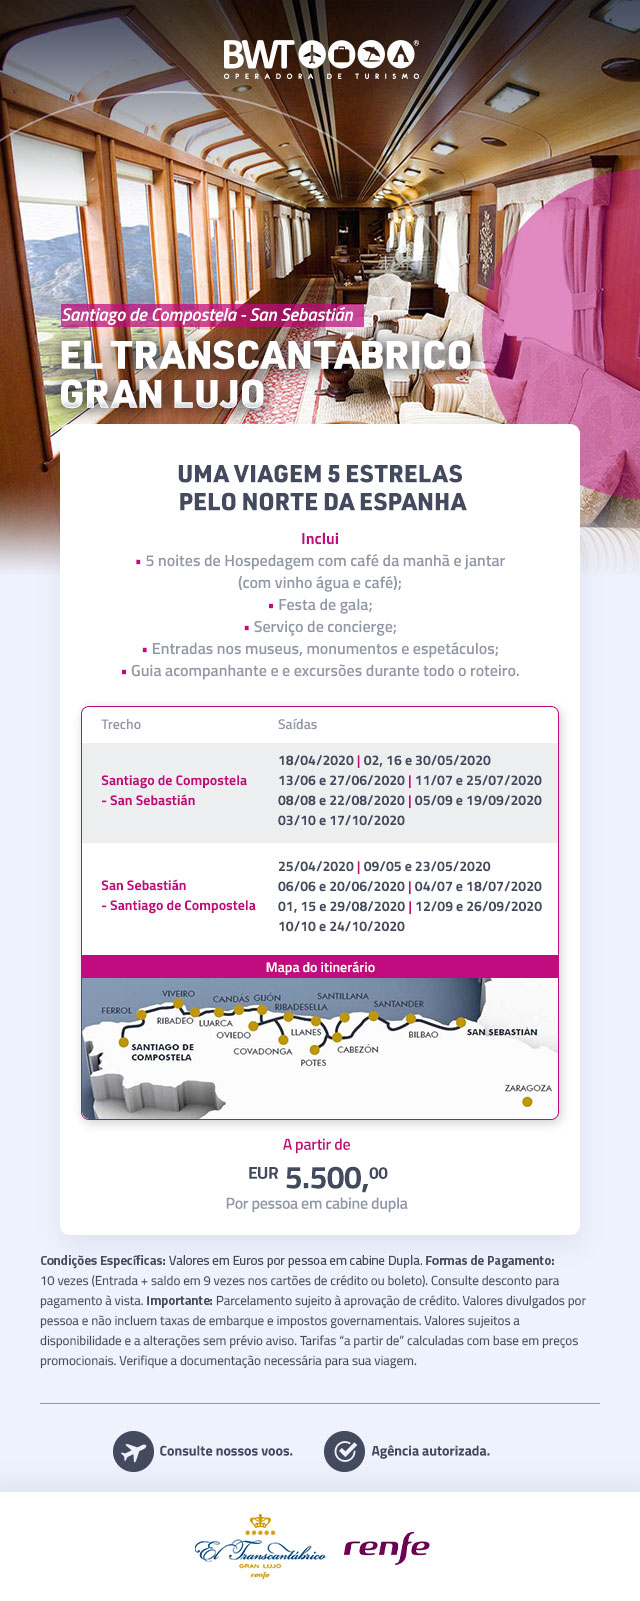 BWT
OPERADORA DE TURISMO
Santiago de Compostela - San Sebastián
EL TRANSCANTÁBRICO
GRAN LUJO
UMA VIAGEM 5 ESTRELAS
PELO NORTE DA ESPANHA
Inclui
▪ 5 noites de Hospedagem com café da manhã e jantar
(com vinho água e café);
▪ Festa de gala;
▪ Serviço de concierge;
▪ Entradas nos museus, monumentos e espetáculos;
▪ Guia acompanhante e e excursões durante todo o roteiro.
Trecho Saídas
18/04/2020 | 02, 16 e 30/05/2020
Santiago de Compostela 13/06 e 27/06/2020 | 11/07 e 25/07/2020
- San Sebastián 08/08 e 22/08/2020 | 05/09 e 19/09/2020
03/10 e 17/10/2020
25/04/2020 | 09/05 e 23/05/2020
San Sebastián 06/06 e 20/06/2020 | 04/07 e 18/07/2020
- Santiago de Compostela 01, 15 e 29/08/2020 | 12/09 e 26/09/2020
10/10 e 24/10/2020
Mapa do itinerário
VIVEIRO
CANDÁS
GIJÓN
SANTILLANA
FERROL
RIBADESELLA
SANTANDER
RIBADEO
LUARCA
OVIEDO
LLANES
BILBAO
SAN SEBASTIÁN
SANTIAGO DE
COMPOSTELA
COVADONGA
CABEZÓN
POTES
ZARAGOZA
A partir de
EUR 5.500,00
Por pessoa em cabine dupla
Condições Específicas: Valores em Euros por pessoa em cabine Dupla. Formas de Pagamento:
10 vezes (Entrada + saldo em 9 vezes nos cartões de crédito ou boleto). Consulte desconto para
pagamento à vista. Importante: Parcelamento sujeito à aprovação de crédito. Valores divulgados por
pessoa e não incluem taxas de embarque e impostos governamentais. Valores sujeitos a
disponibilidade e a alterações sem prévio aviso. Tarifas “a partir de” calculadas com base em preços
promocionais. Verifique a documentação necessária para sua viagem.
Consulte nossos voos. Agência autorizada.
El Transcantábrico
GRAN LUJO
renfe
renfe